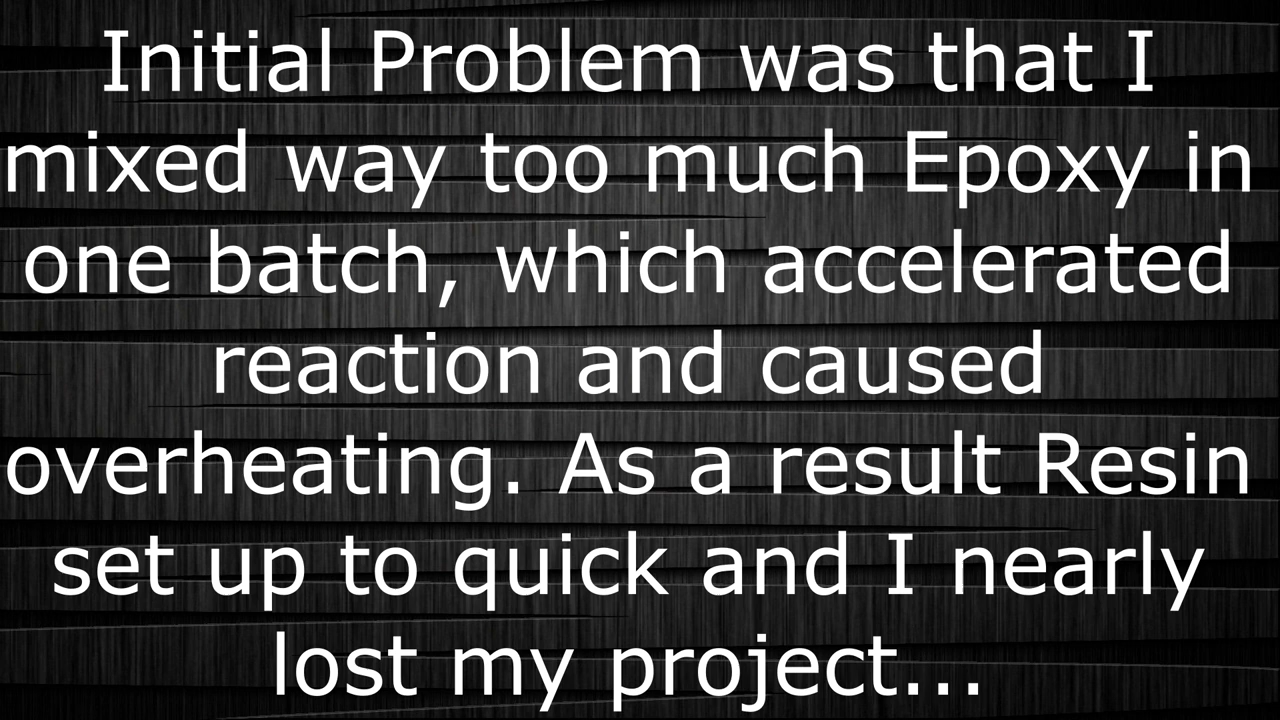 Initial Problem was that I
mixed way too much Epoxy in
one batch, which accelerated
reaction and caused
overheating. As a result Resin
set up to quick and I nearly
lost my project...